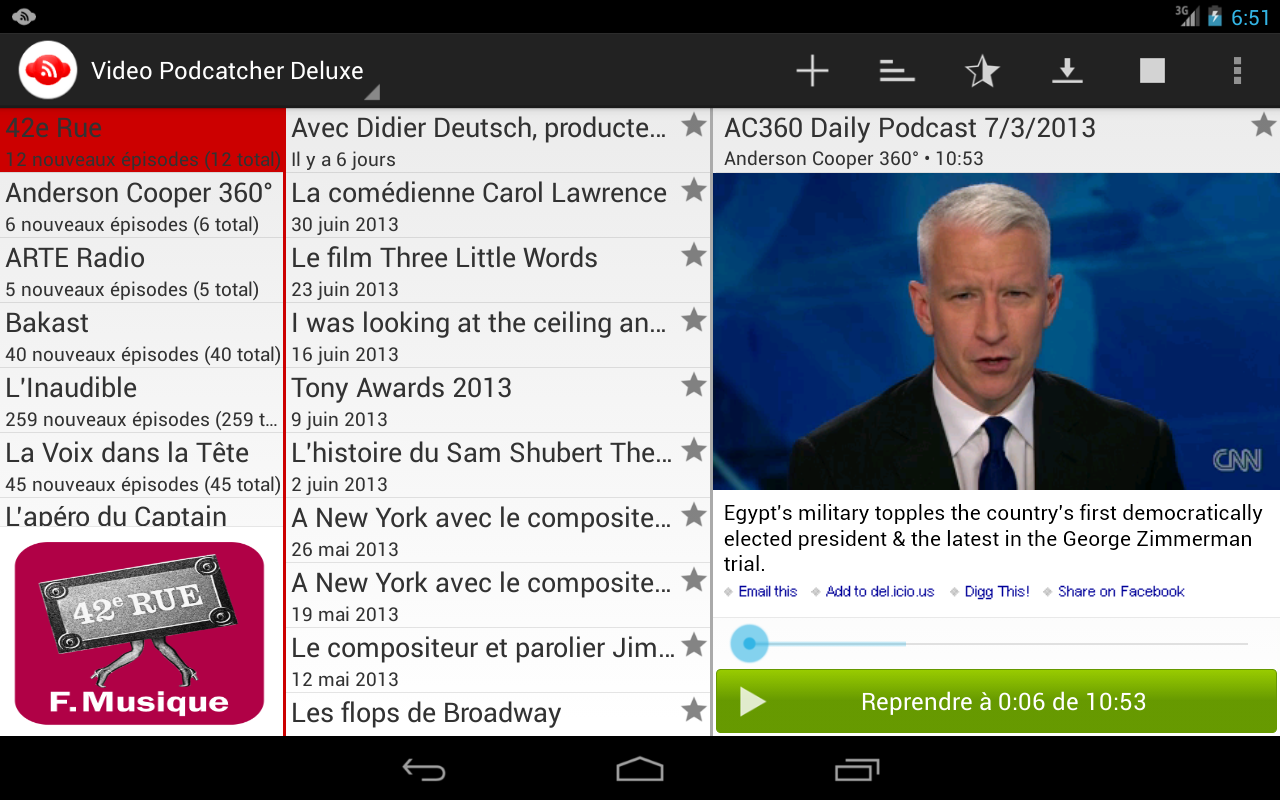 3G
6:51
Video Podcatcher Deluxe
42e Rue
12 nouveaux épisodes (12 total)
Anderson Cooper 360°
6 nouveaux épisodes (6 total)
ARTE Radio
5 nouveaux épisodes (5 total)
Bakast
40 nouveaux épisodes (40 total)
L'Inaudible
259 nouveaux épisodes (259 t…
La Voix dans la Tête
45 nouveaux épisodes (45 total)
L'apéro du Captain
42e RUE
F.Musique
Avec Didier Deutsch, producte…
Il y a 6 jours
La comédienne Carol Lawrence
30 juin 2013
Le film Three Little Words
23 juin 2013
I was looking at the ceiling an…
16 juin 2013
Tony Awards 2013
9 juin 2013
L'histoire du Sam Shubert The…
2 juin 2013
A New York avec le composite…
26 mai 2013
A New York avec le composite…
19 mai 2013
Le compositeur et parolier Jim…
12 mai 2013
Les flops de Broadway
AC360 Daily Podcast 7/3/2013
Anderson Cooper 360° • 10:53
CNN
Egypt's military topples the country's first democratically
elected president & the latest in the George Zimmerman
trial.
Email this Add to del.icio.us Digg This! Share on Facebook
Reprendre à 0:06 de 10:53